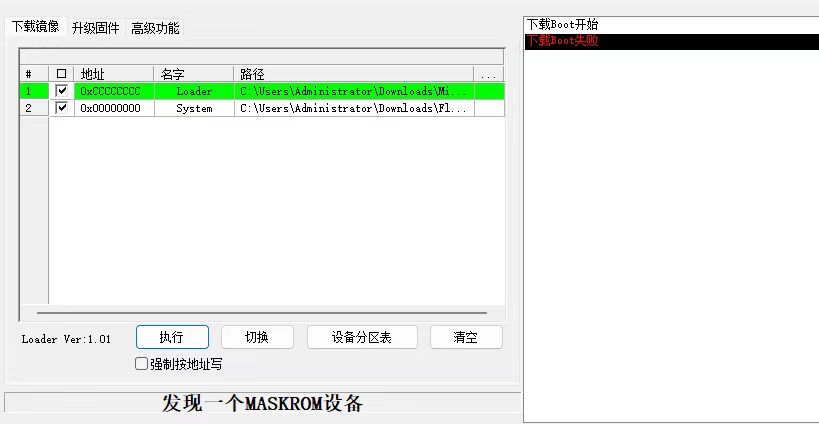 下载镜像 升级固件 高级功能
# 地址 名字 路径 ...
1 0xCCCCCCCC Loader C:\Users\Administrator\Downloads\Mi...
2 0x00000000 System C:\Users\Administrator\Downloads\Fl...
Loader Ver:1.01 执行 切换 设备分区表 清空
强制按地址写
发现一个MASKROM设备
下载Boot开始
下载Boot失败